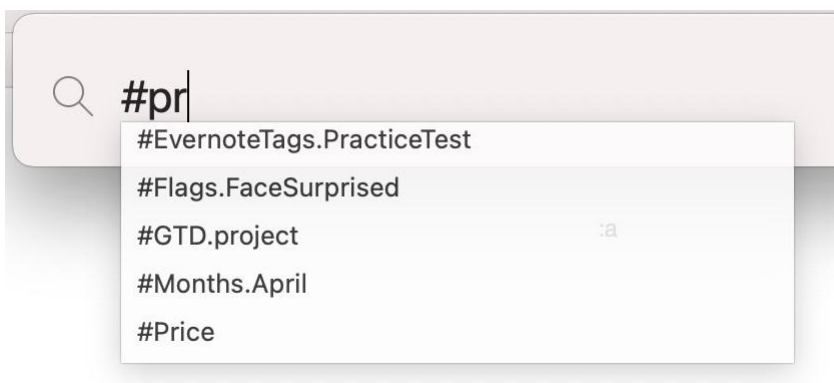 #pr
#EvernoteTags.PracticeTest
#Flags.FaceSurprised
#GTD.project
:a
#Months.April
#Price